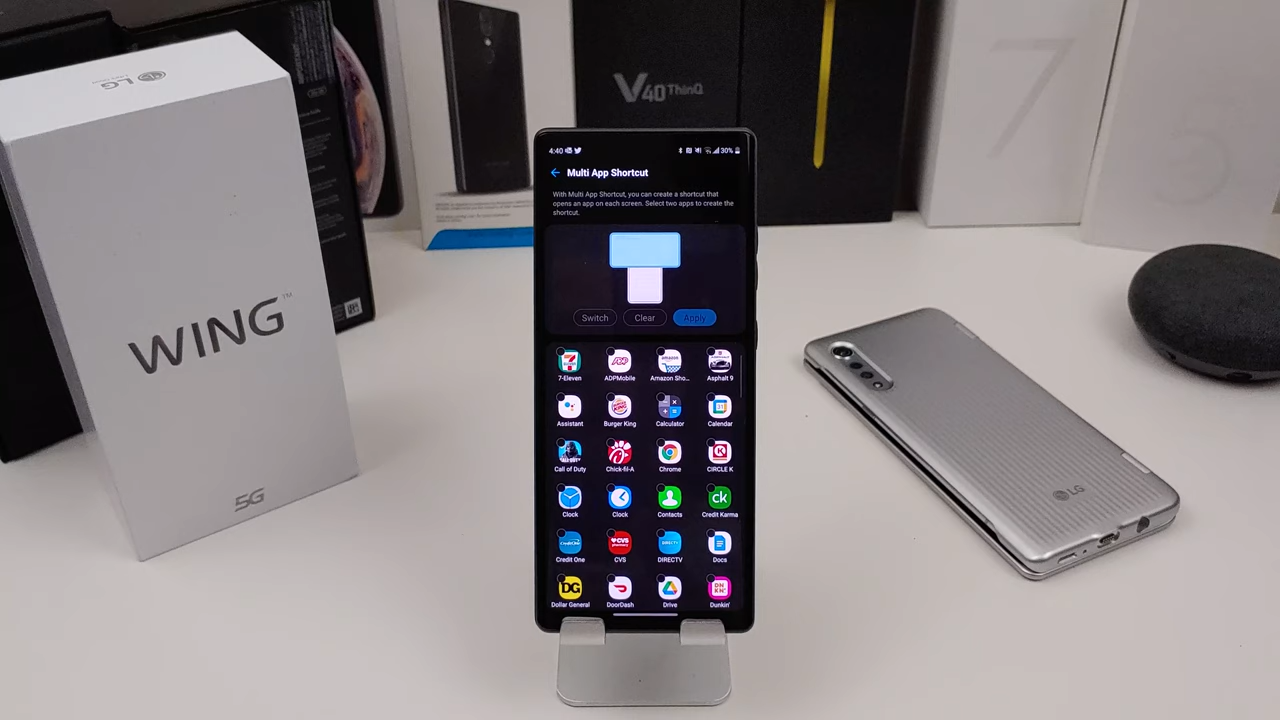 LG
WING™
5G
V40 ThinQ
7
4:40
30%
Multi App Shortcut
With Multi App Shortcut, you can create a shortcut that
opens an app on each screen. Select two apps to create the
shortcut.
Switch Clear Apply
7-Eleven ADPMobile Amazon Sho... Asphalt 9
Assistant Burger King Calculator Calendar
Call of Duty Chick-fil-A Chrome CIRCLE K
Clock Clock Contacts Credit Karma
Credit One CVS DIRECTV Docs
Dollar General DoorDash Drive Dunkin'
LG